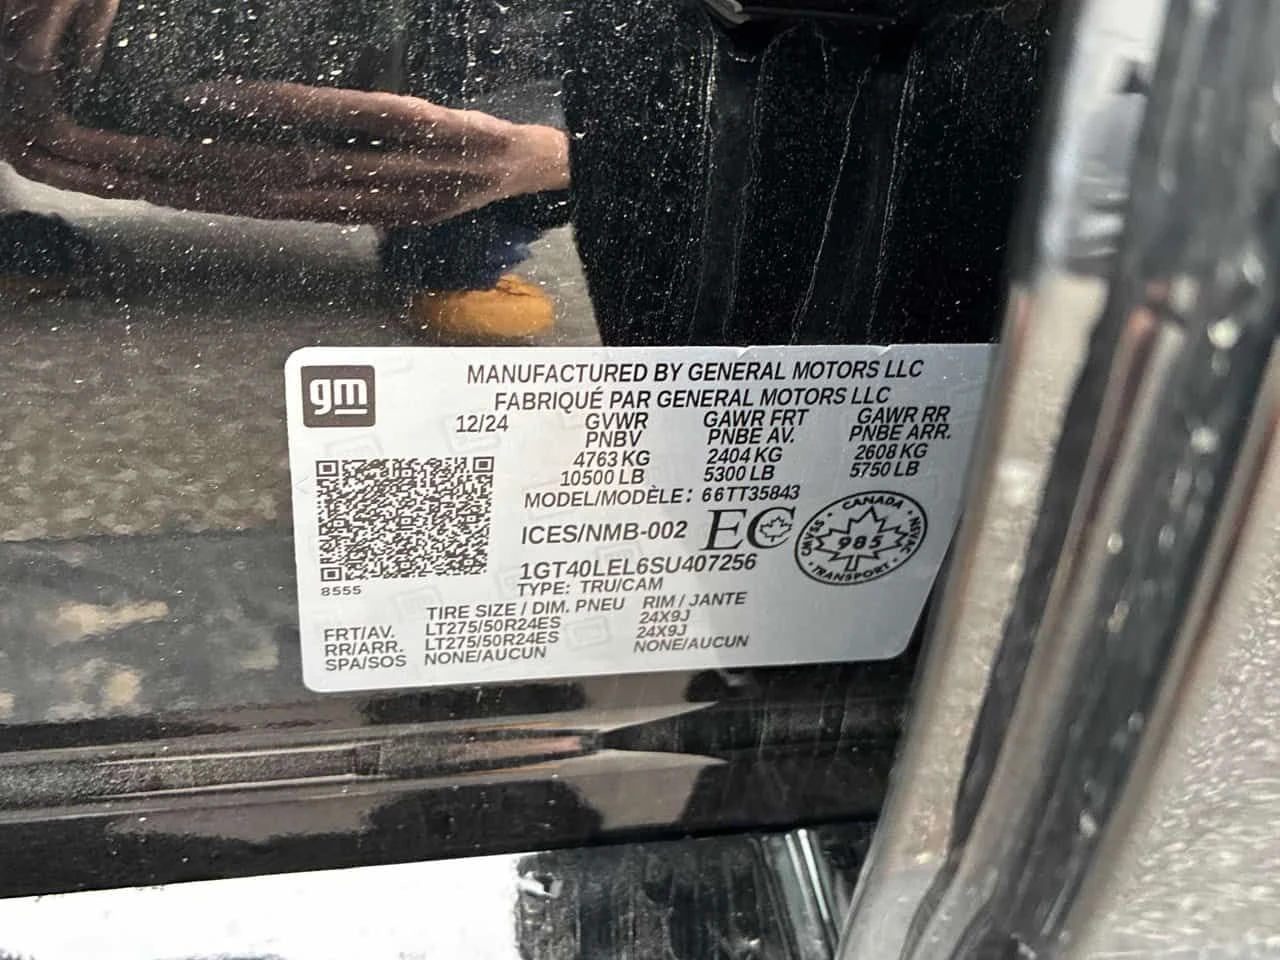 gm
MANUFACTURED BY GENERAL MOTORS LLC
FABRIQUÉ PAR GENERAL MOTORS LLC
12/24 GVWR GAWR FRT GAWR RR
PNBV PNBE AV. PNBE ARR.
4763 KG 2404 KG 2608 KG
10500 LB 5300 LB 5750 LB
MODEL/MODÈLE: 66TT35843
ICES/NMB-002 EC
CANADA
CMVSS 985 NSVAC
TRANSPORT
1GT40LEL6SU407256
8555
TYPE: TRU/CAM
TIRE SIZE / DIM. PNEU RIM / JANTE
FRT/AV. LT275/50R24ES 24X9J
RR/ARR. LT275/50R24ES 24X9J
SPA/SOS NONE/AUCUN NONE/AUCUN